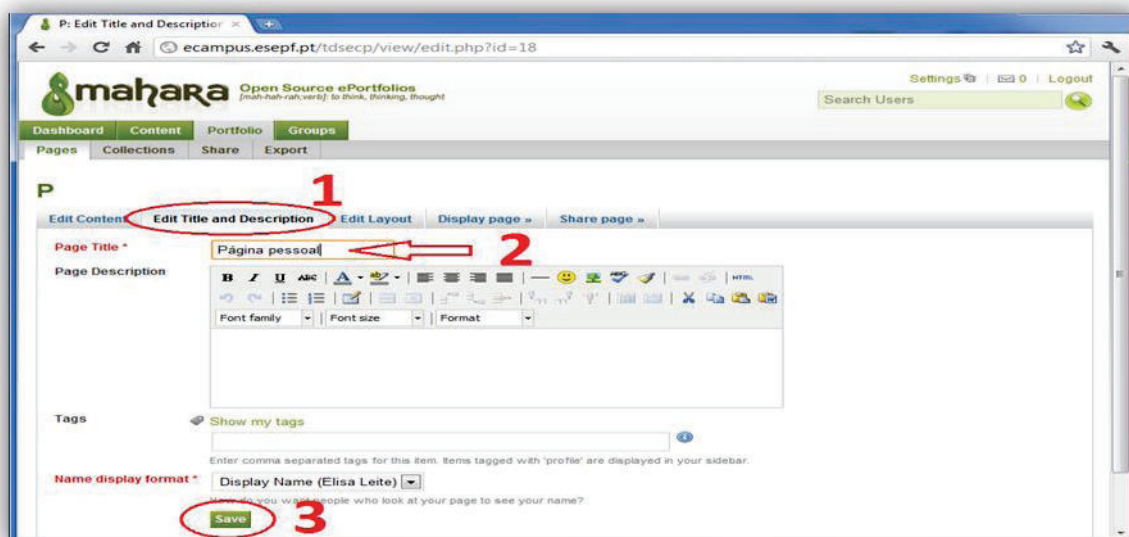 P: Edit Title and Description
ecampus.esepf.pt/tdsecp/view/edit.php?id=18
mahara Open Source ePortfolios
[mah-hah-rah;verb]: to think, thinking, thought
Settings 0 Logout
Search Users
Dashboard Content Portfolio Groups
Pages Collections Share Export
P
1
Edit Content Edit Title and Description Edit Layout Display page » Share page »
Page Title * Página pessoal 2
Page Description
B I U ABC A ab HTML
Font family Font size Format
Tags Show my tags
Enter comma separated tags for this item. Items tagged with 'profile' are displayed in your sidebar.
Name display format * Display Name (Elisa Leite)
How do you want people who look at your page to see your name?
Save 3